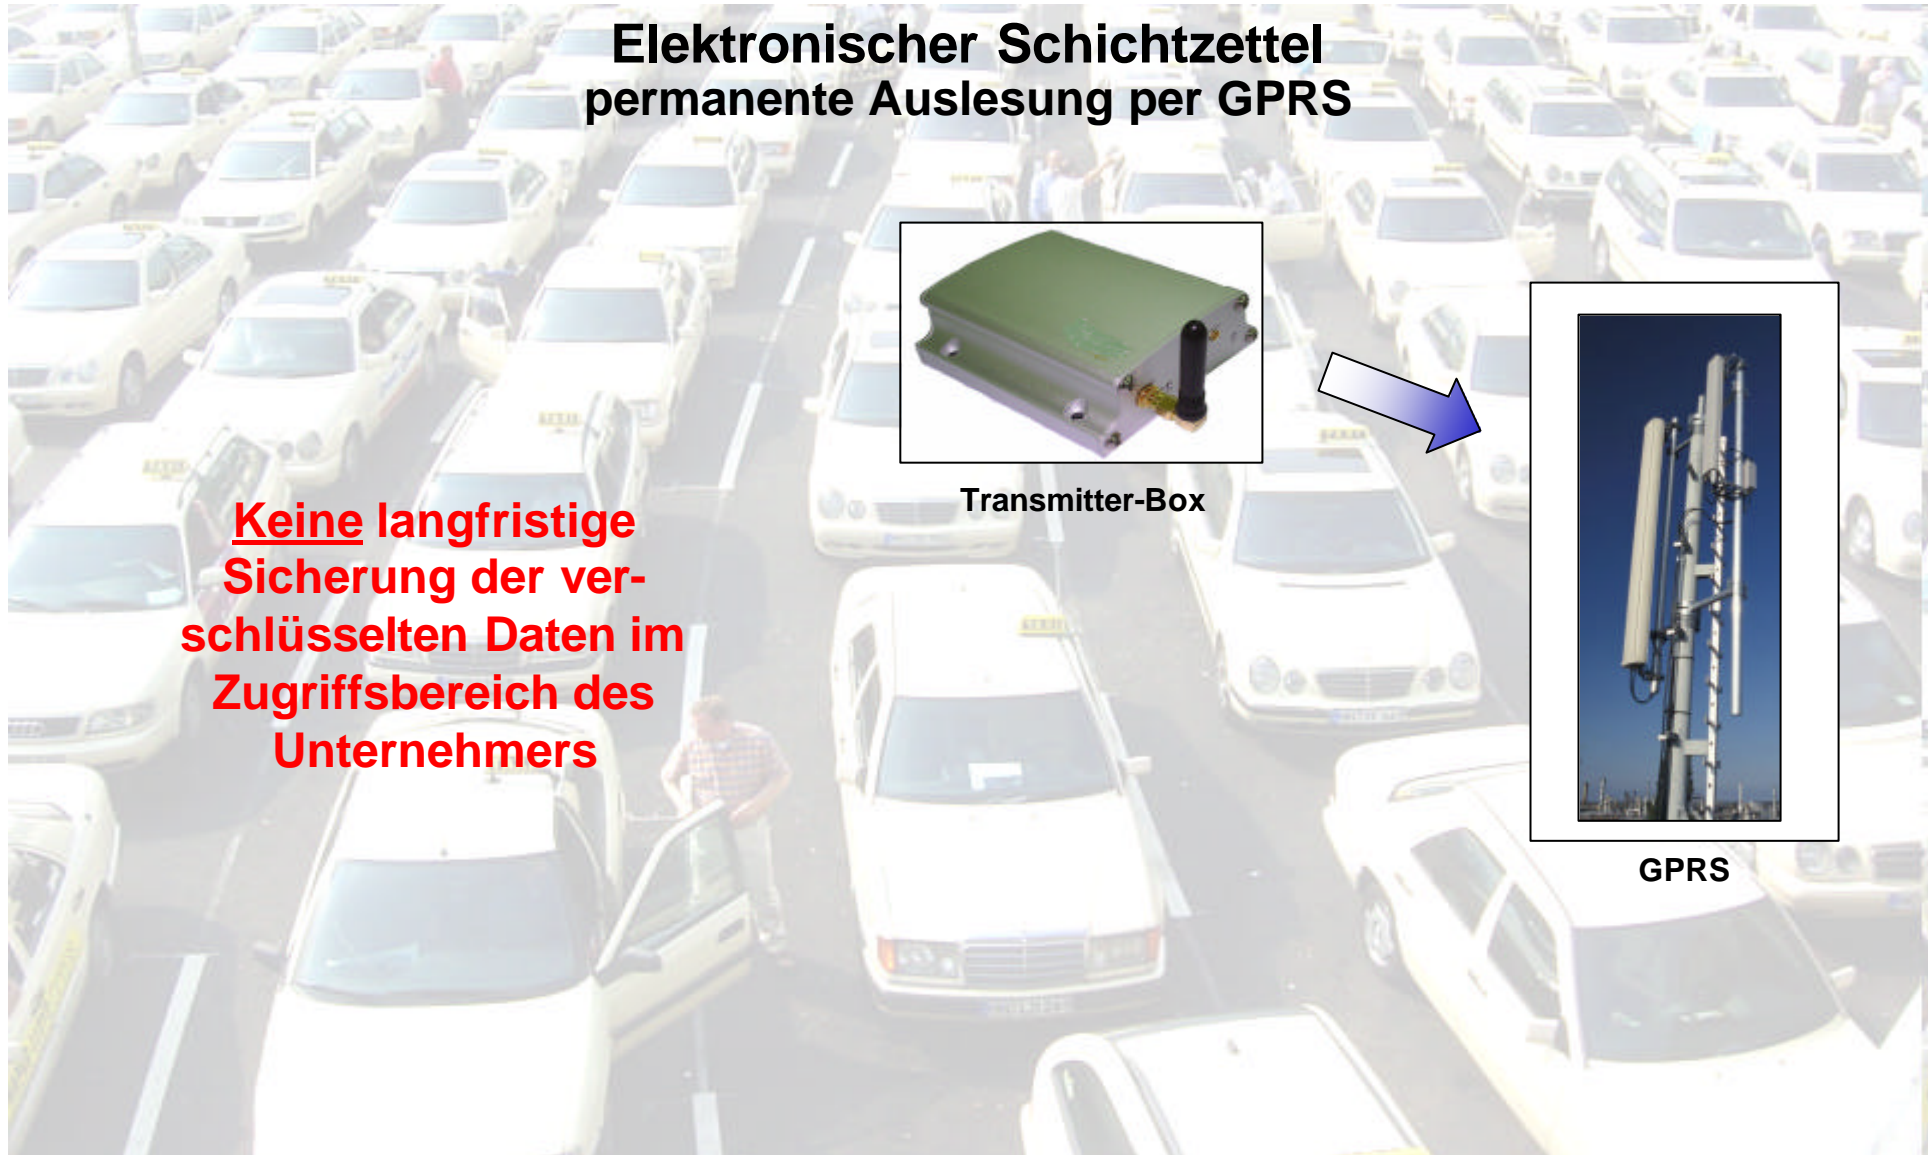 Elektronischer Schichtzettel
permanente Auslesung per GPRS
Transmitter-Box
Keine langfristige
Sicherung der ver-
schlüsselten Daten im
Zugriffsbereich des
Unternehmers
GPRS